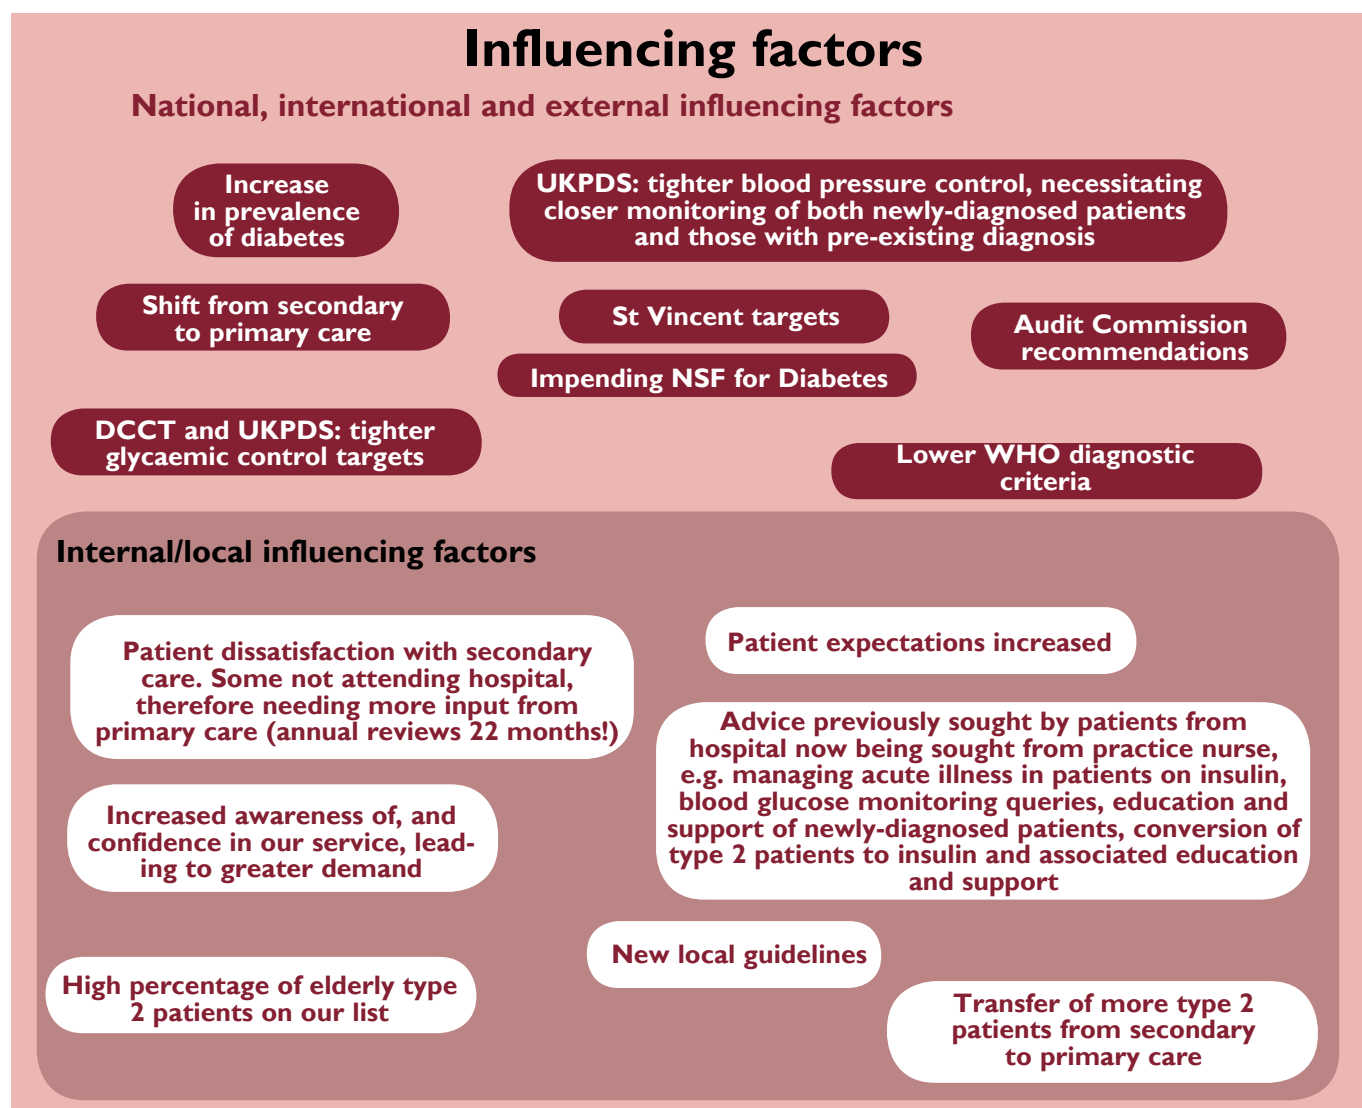 Influencing factors
National, international and external influencing factors
Increase
in prevalence
of diabetes
UKPDS: tighter blood pressure control, necessitating
closer monitoring of both newly-diagnosed patients
and those with pre-existing diagnosis
Shift from secondary
to primary care
St Vincent targets
Audit Commission
recommendations
Impending NSF for Diabetes
DCCT and UKPDS: tighter
glycaemic control targets
Lower WHO diagnostic
criteria
Internal/local influencing factors
Patient dissatisfaction with secondary
care. Some not attending hospital,
therefore needing more input from
primary care (annual reviews 22 months!)
Patient expectations increased
Advice previously sought by patients from
hospital now being sought from practice nurse,
e.g. managing acute illness in patients on insulin,
blood glucose monitoring queries, education and
support of newly-diagnosed patients, conversion of
type 2 patients to insulin and associated education
and support
Increased awareness of, and
confidence in our service, lead-
ing to greater demand
New local guidelines
High percentage of elderly type
2 patients on our list
Transfer of more type 2
patients from secondary
to primary care